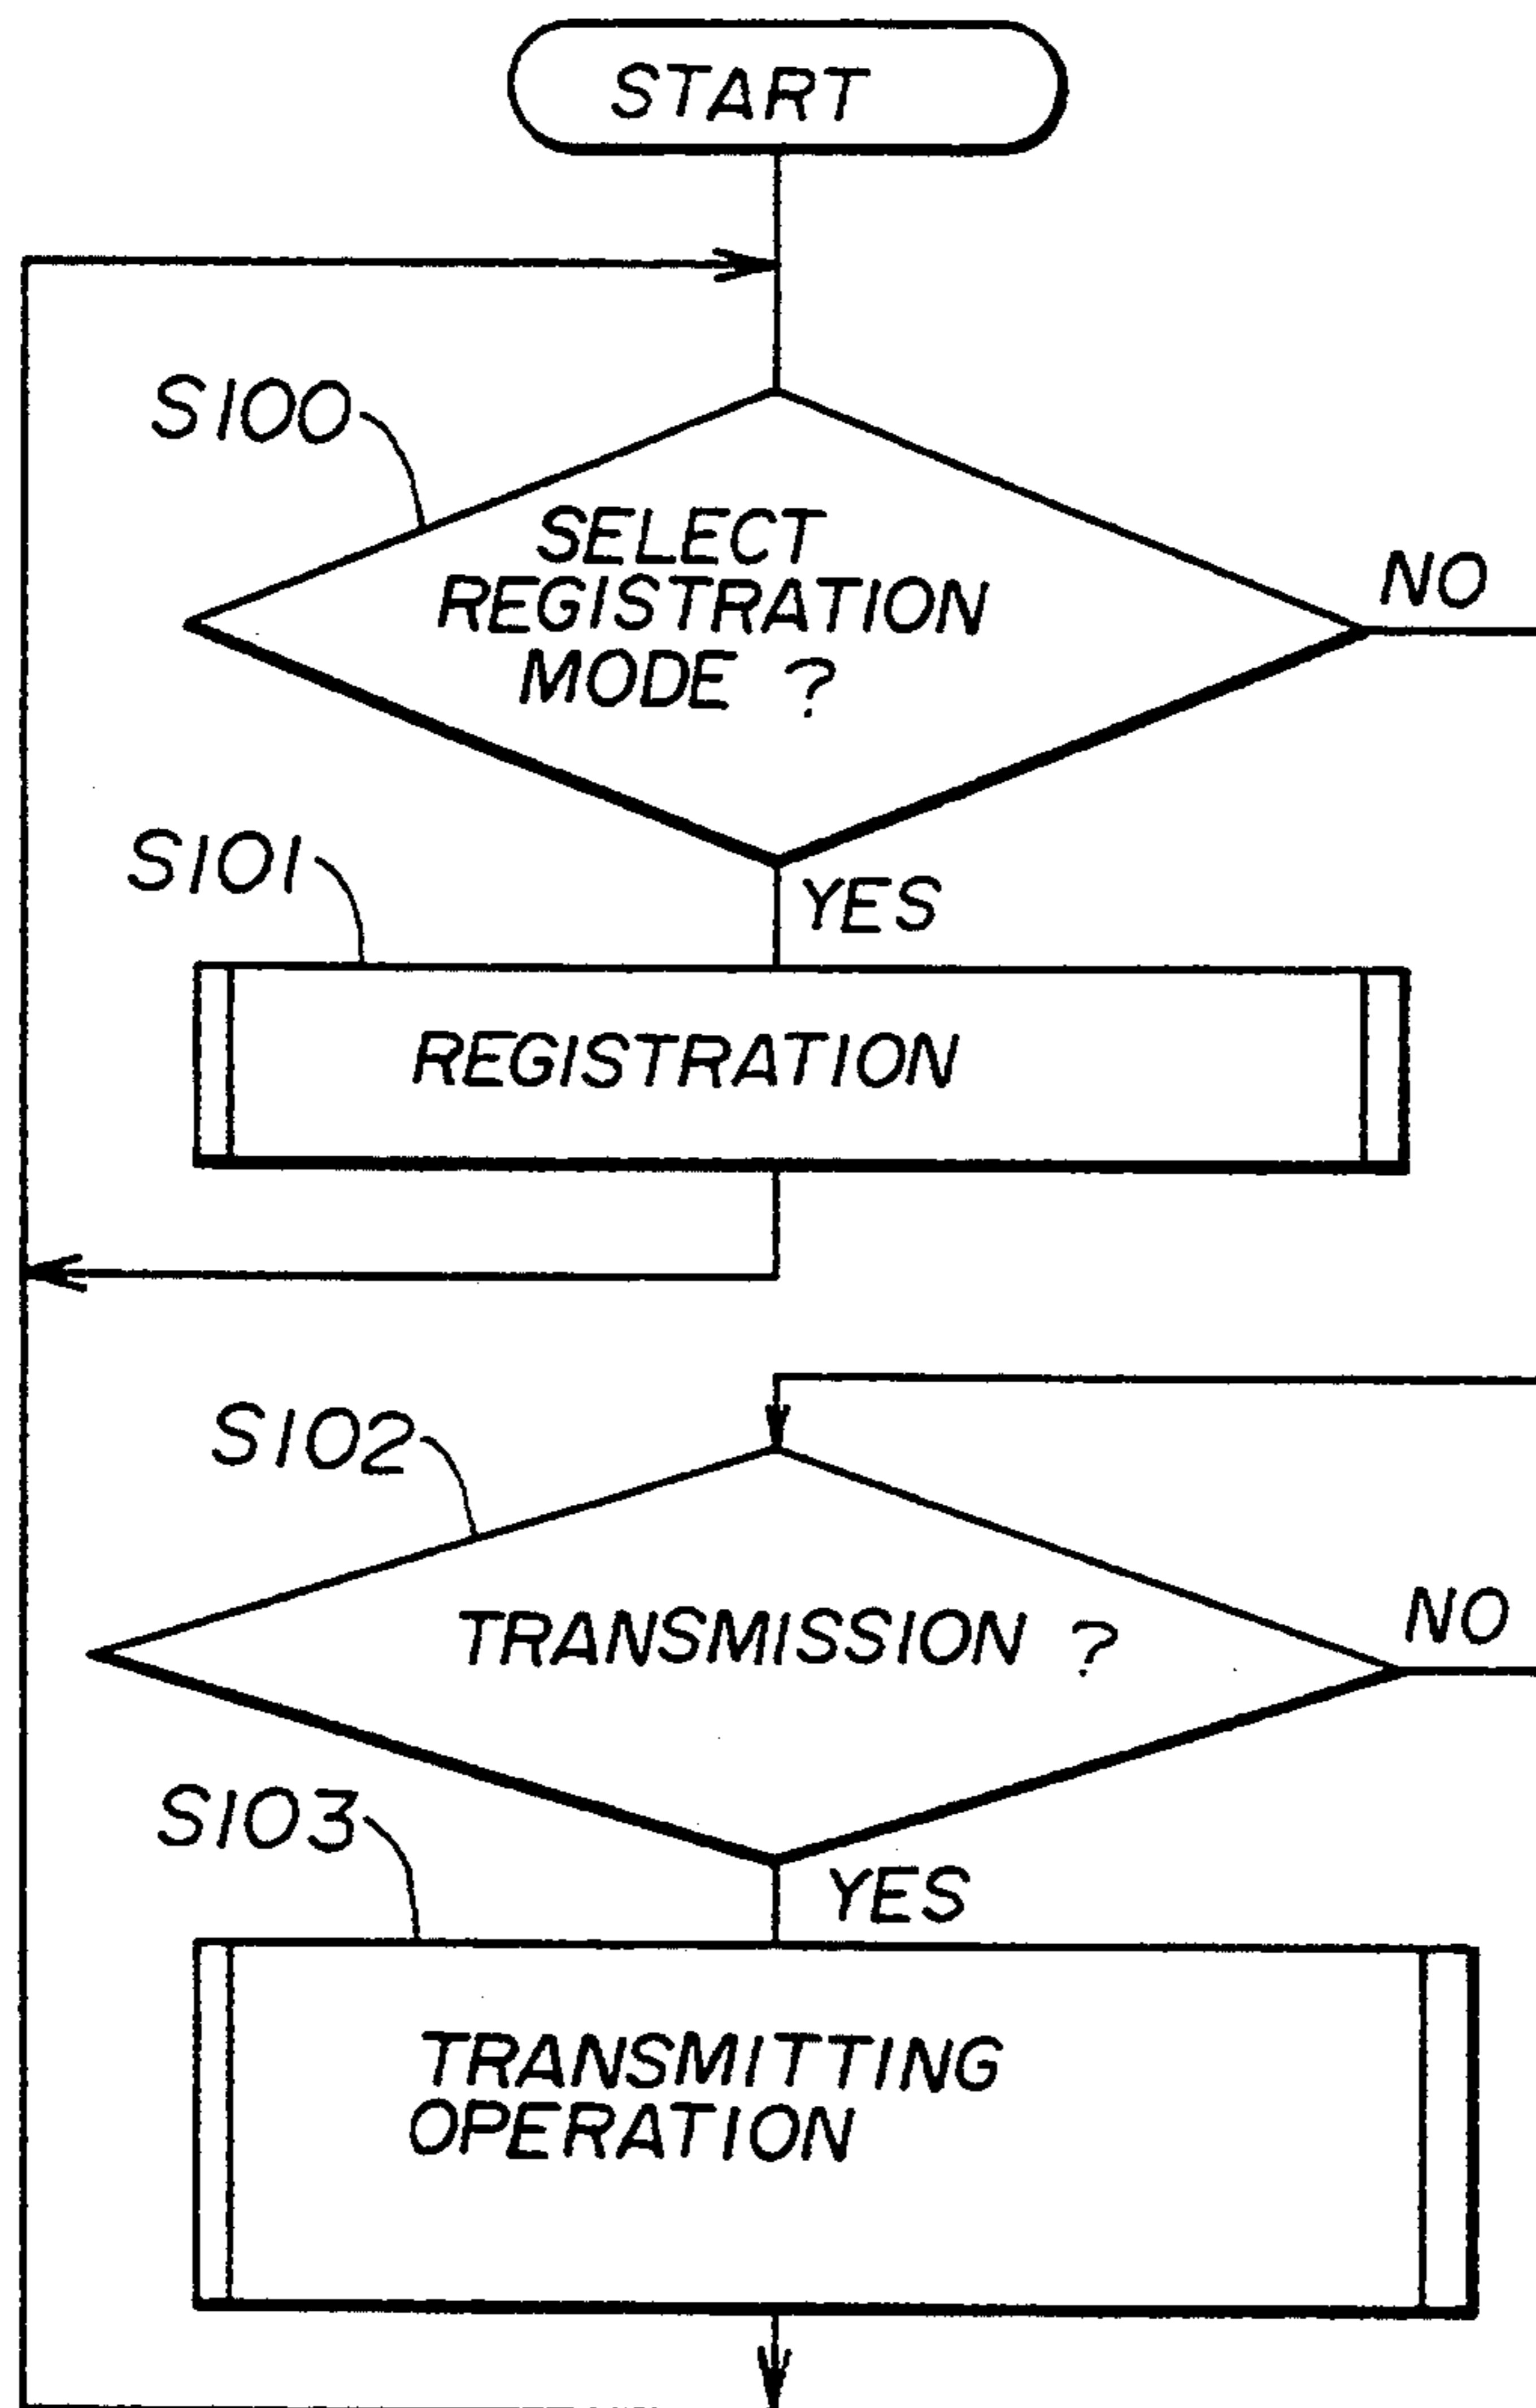 START
S100
SELECT
REGISTRATION
MODE ?
NO
YES
S101
REGISTRATION
S102
TRANSMISSION ?
NO
YES
S103
TRANSMITTING
OPERATION